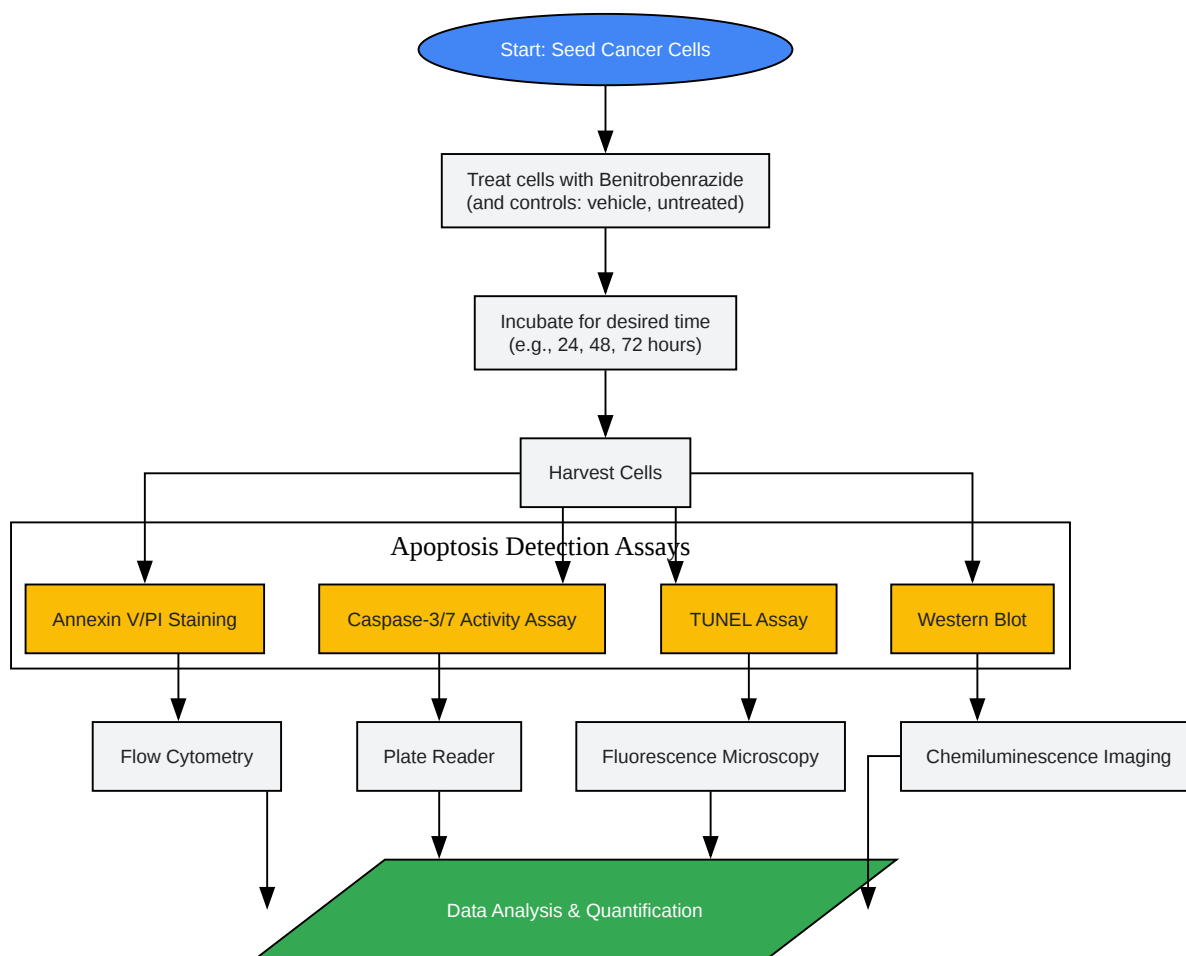 Start: Seed Cancer Cells
Treat cells with Benitrobenrazide
(and controls: vehicle, untreated)
Incubate for desired time
(e.g., 24, 48, 72 hours)
Harvest Cells
Apoptosis Detection Assays
Annexin V/PI Staining
Caspase-3/7 Activity Assay
TUNEL Assay
Western Blot
Flow Cytometry
Plate Reader
Fluorescence Microscopy
Chemiluminescence Imaging
Data Analysis & Quantification